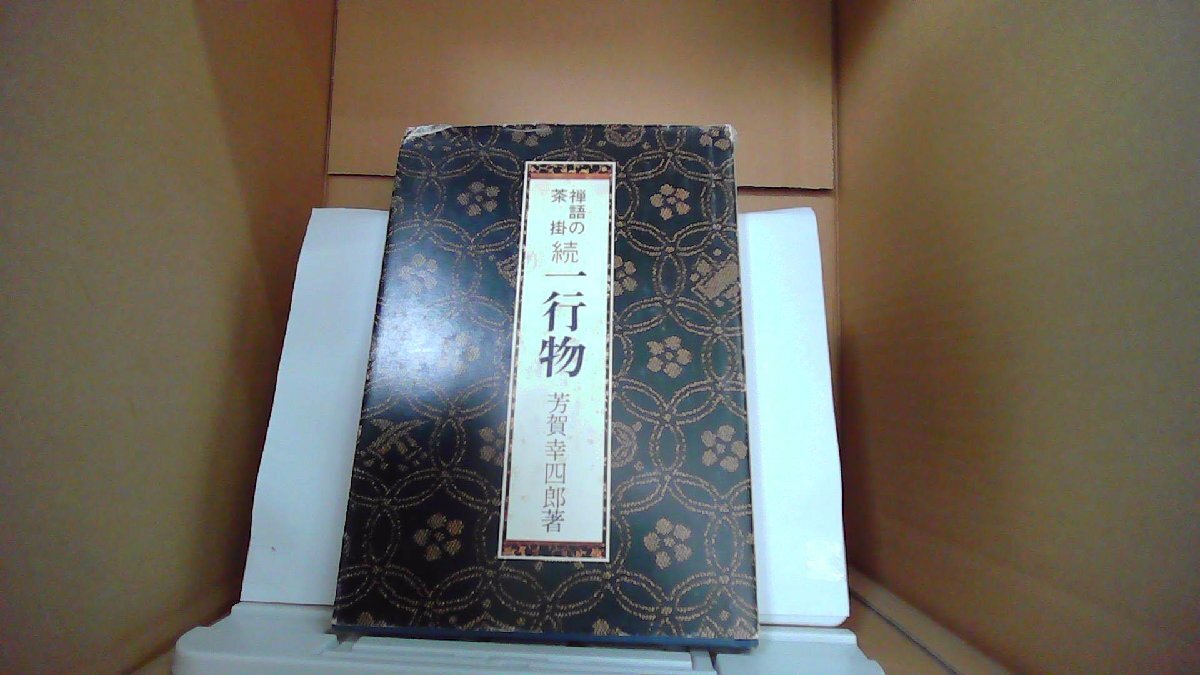 禅語の
茶掛
続
一行物
芳賀幸四郎著